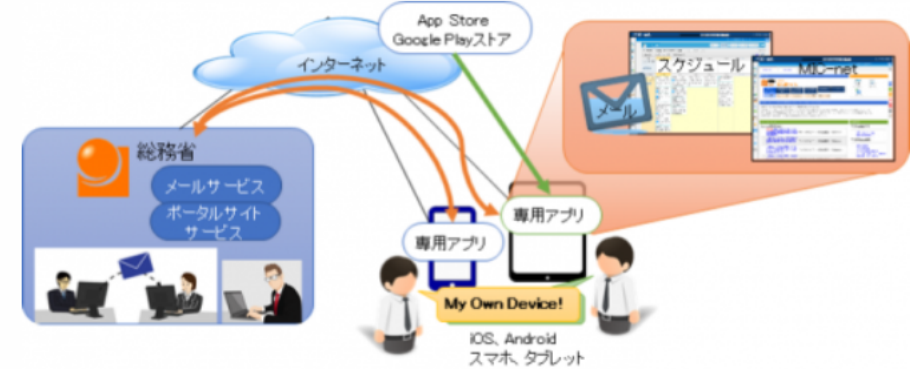 App Store
Google Playストア
インターネット
スケジュール
MIC-net
メール
総務省
メールサービス
ポータルサイト
サービス
専用アプリ
専用アプリ
My Own Device!
iOS、Android
スマホ、タブレット